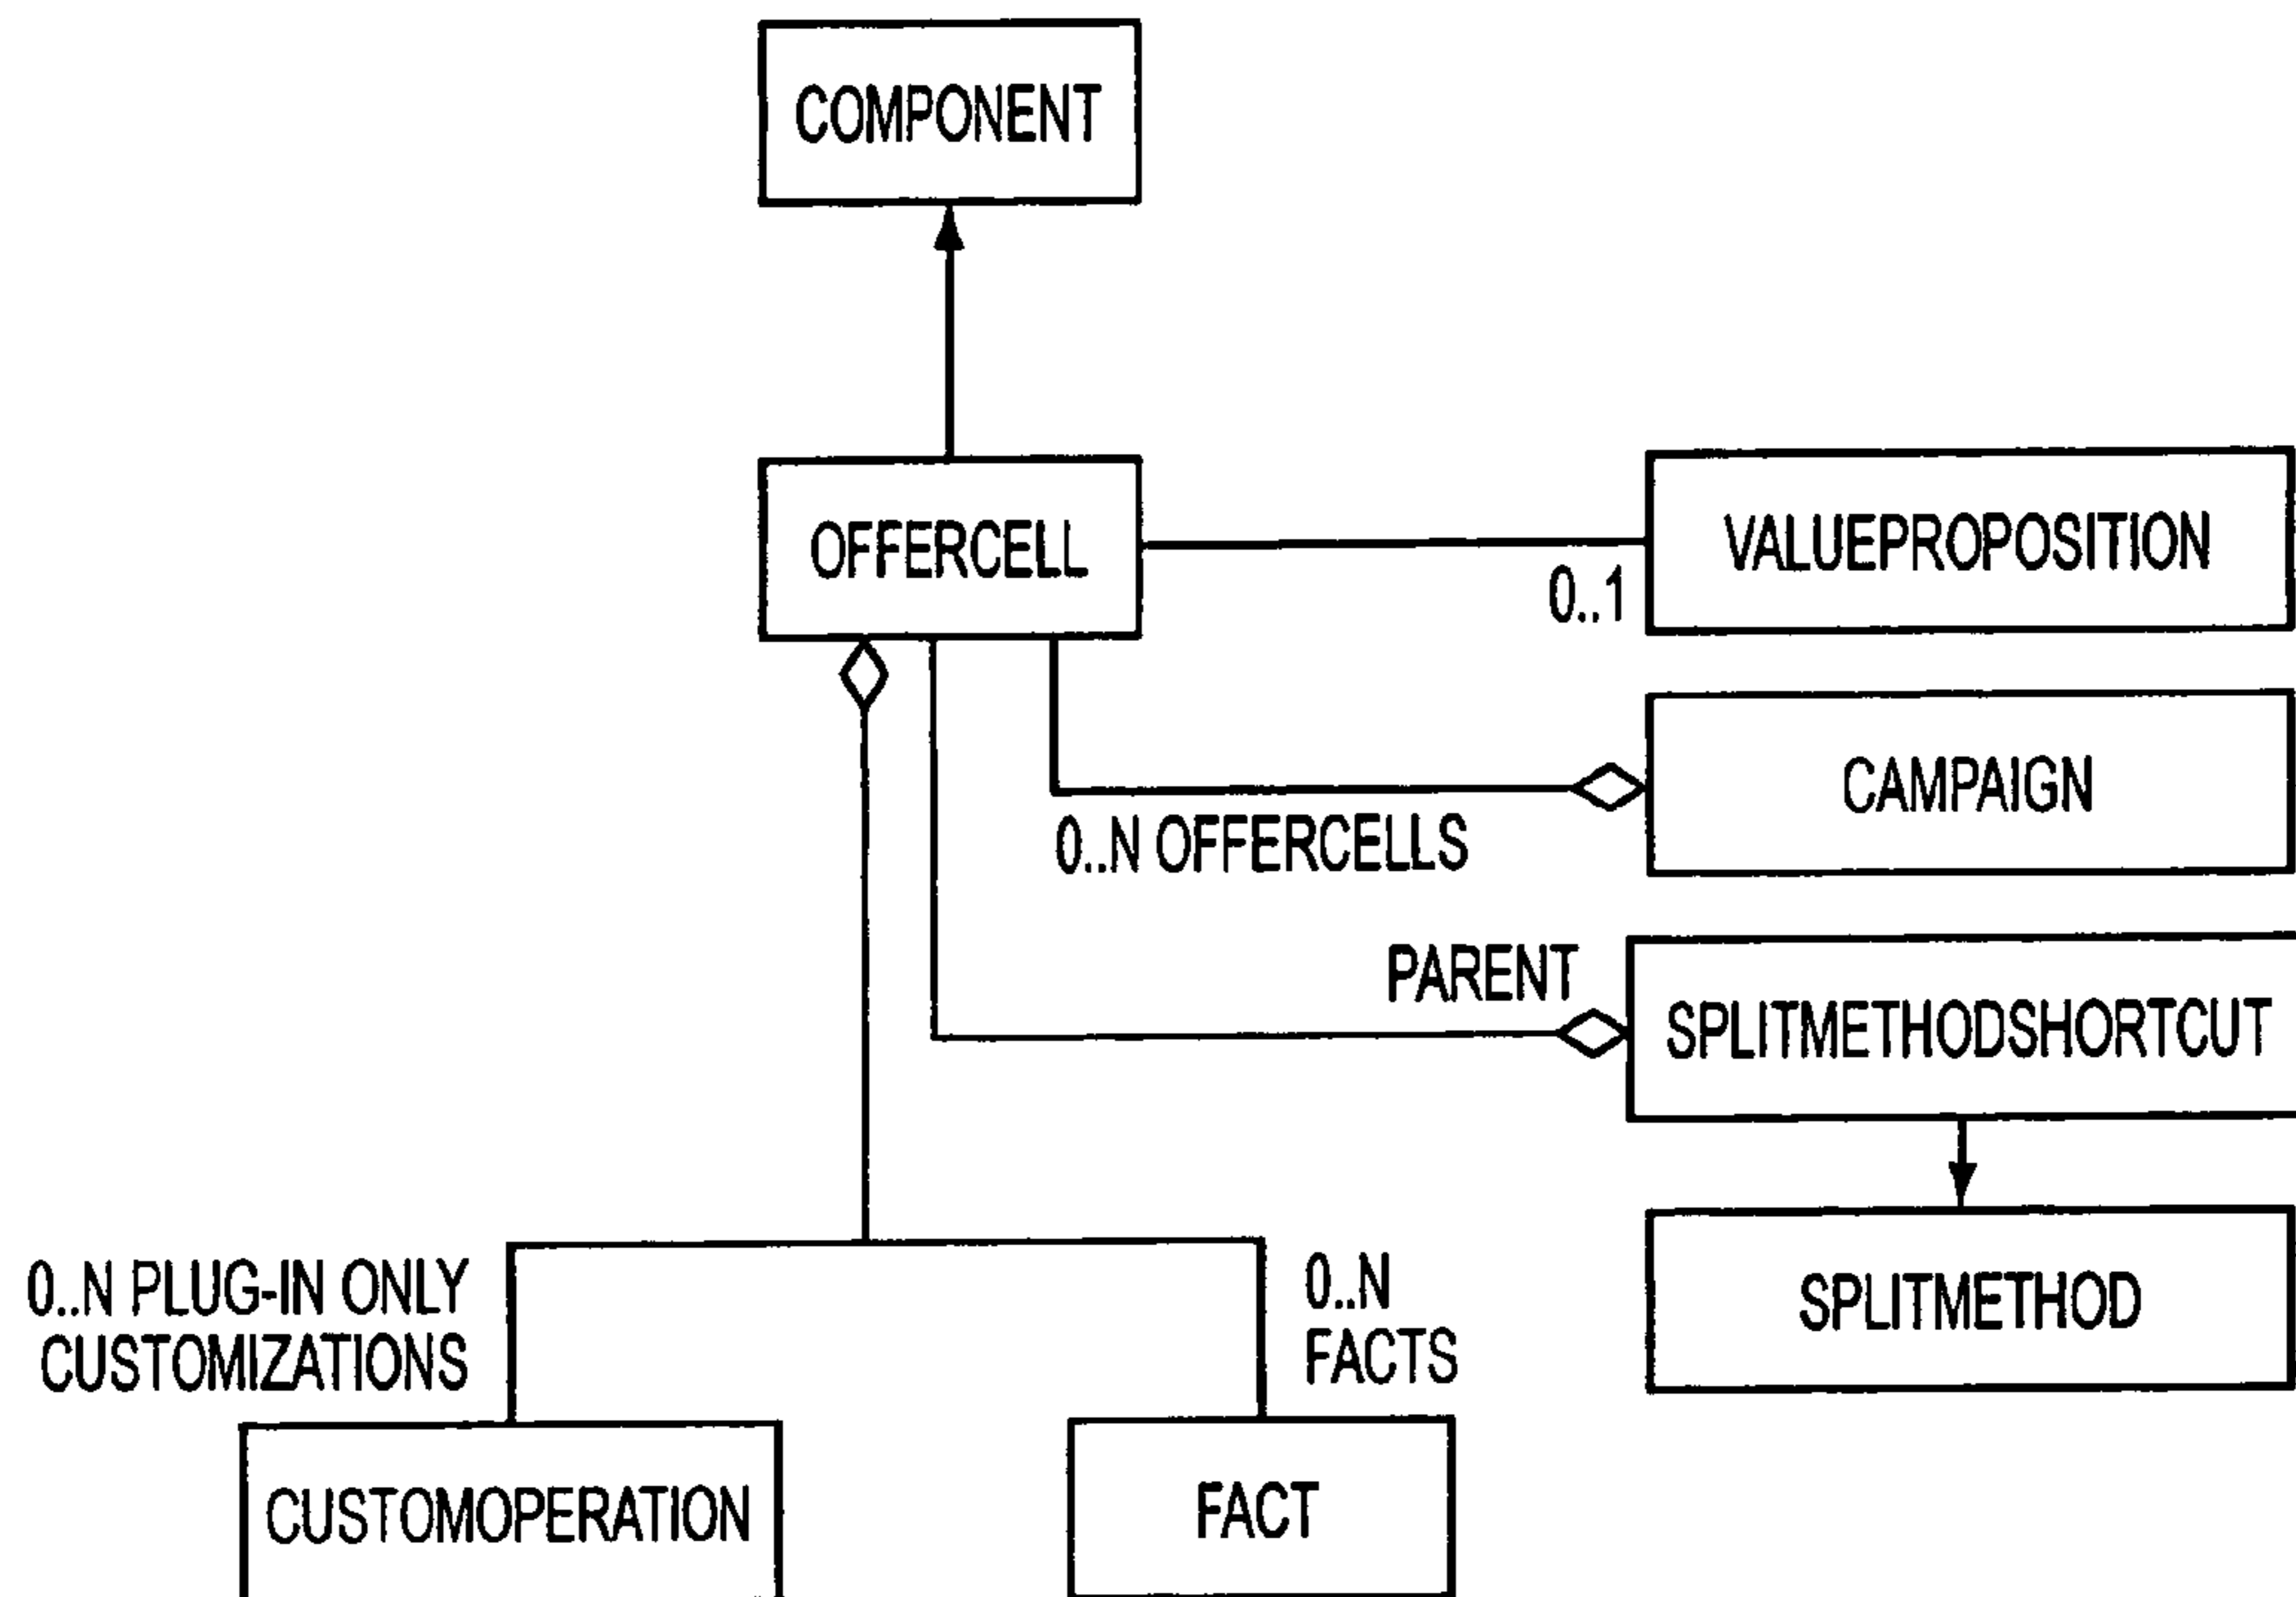 COMPONENT
OFFERCELL
VALUEPROPOSITION
0..1
CAMPAIGN
0..N OFFERCELLS
PARENT
SPLITMETHODSHORTCUT
SPLITMETHOD
0..N PLUG-IN ONLY
CUSTOMIZATIONS
0..N
FACTS
CUSTOMOPERATION
FACT